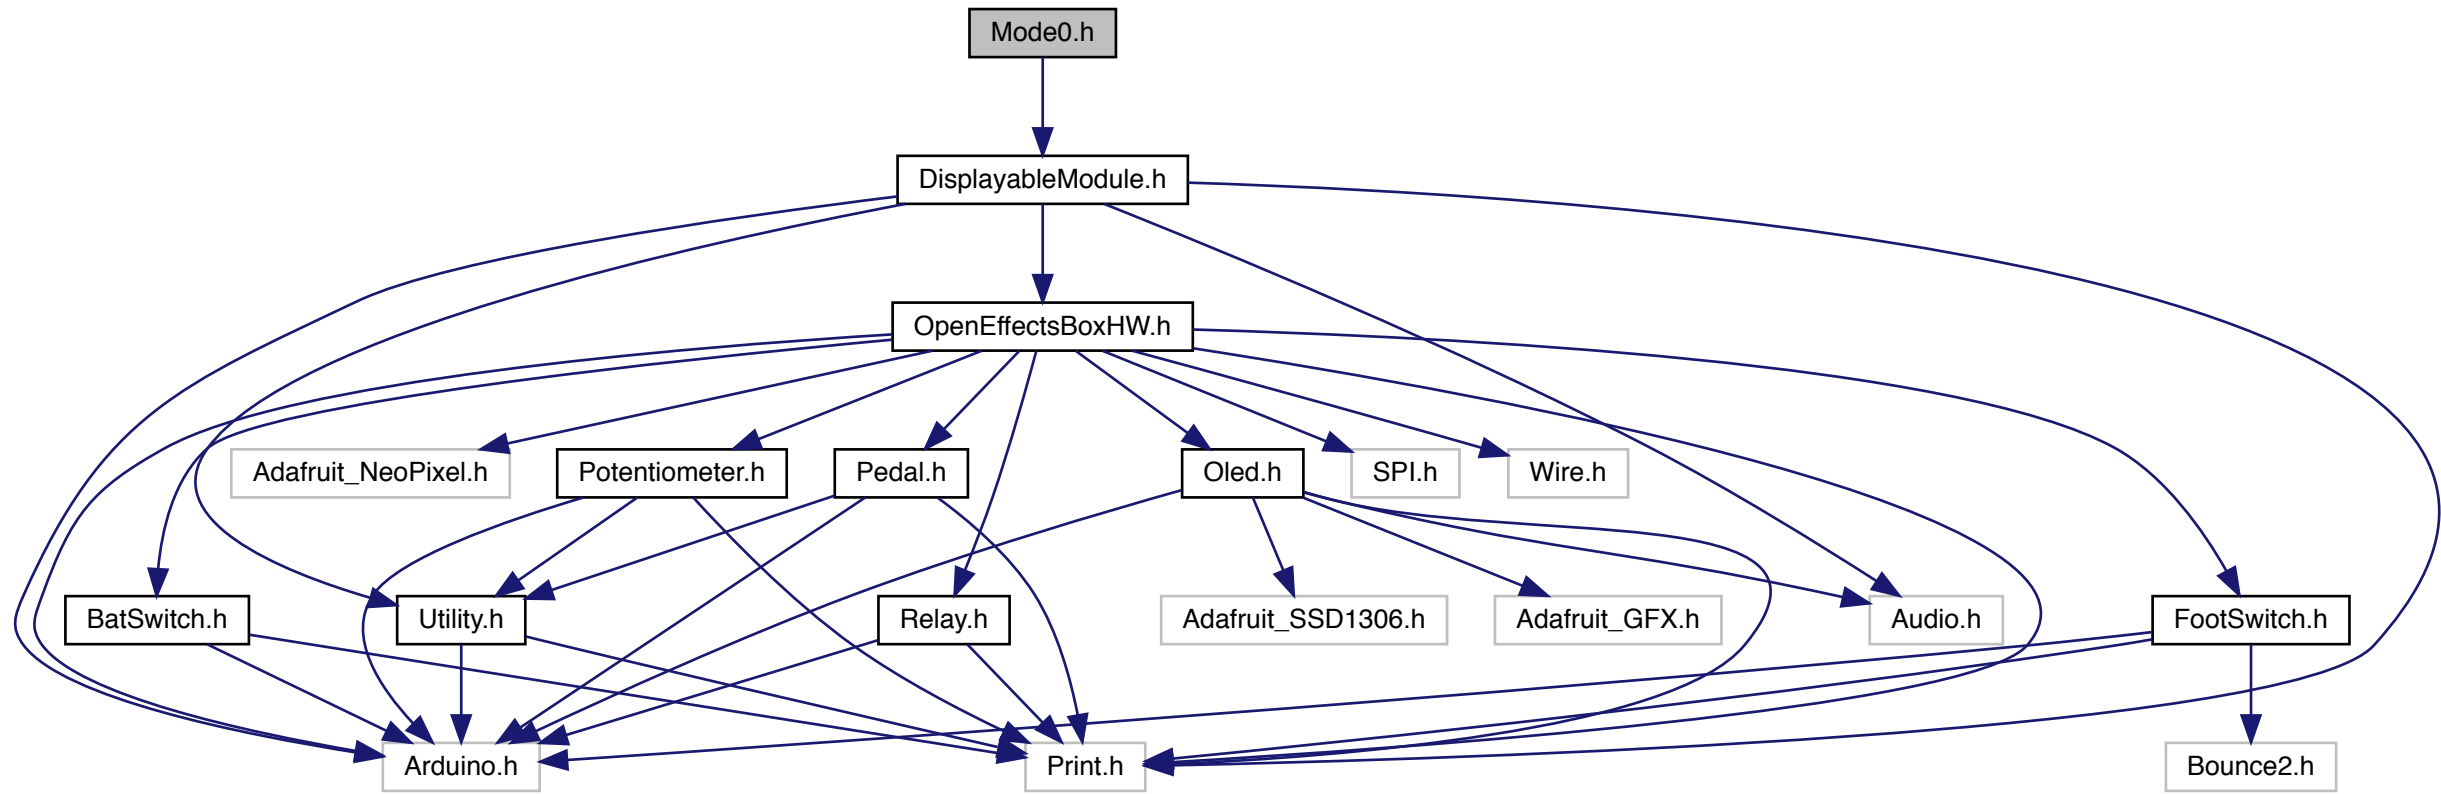 Mode0.h
DisplayableModule.h
OpenEffectsBoxHW.h
Adafruit_NeoPixel.h
Potentiometer.h
Pedal.h
Oled.h
SPI.h
Wire.h
BatSwitch.h
Utility.h
Relay.h
Adafruit_SSD1306.h
Adafruit_GFX.h
Audio.h
FootSwitch.h
Arduino.h
Print.h
Bounce2.h